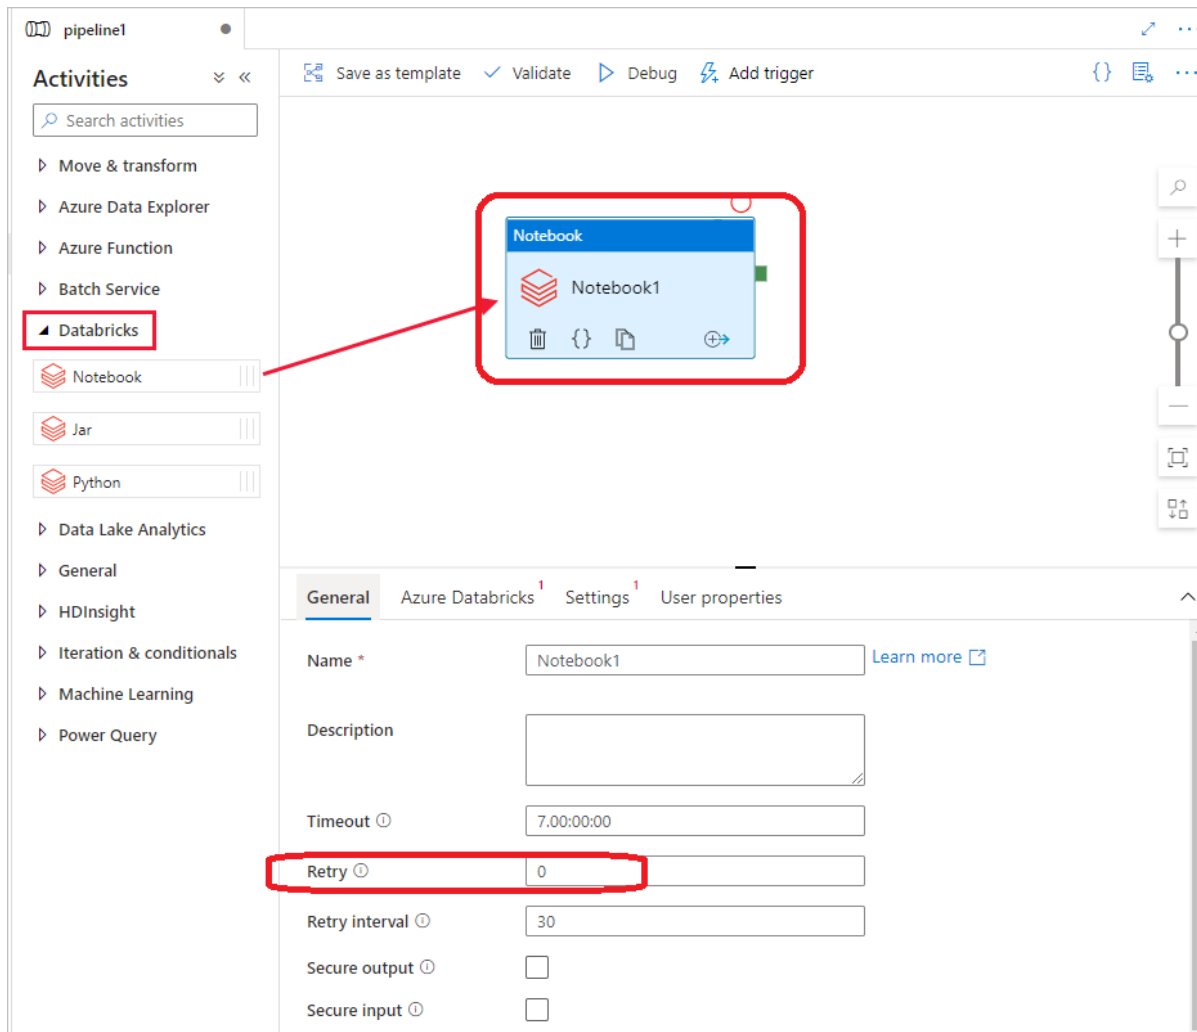 pipeline1
Activities
Search activities
Move & transform
Azure Data Explorer
Azure Function
Batch Service
Databricks
Notebook
Jar
Python
Data Lake Analytics
General
HDInsight
Iteration & conditionals
Machine Learning
Power Query
Save as template Validate Debug Add trigger
Notebook
Notebook1
General Azure Databricks 1 Settings 1 User properties
Name * Notebook1 Learn more
Description
Timeout 7.00:00:00
Retry 0
Retry interval 30
Secure output
Secure input